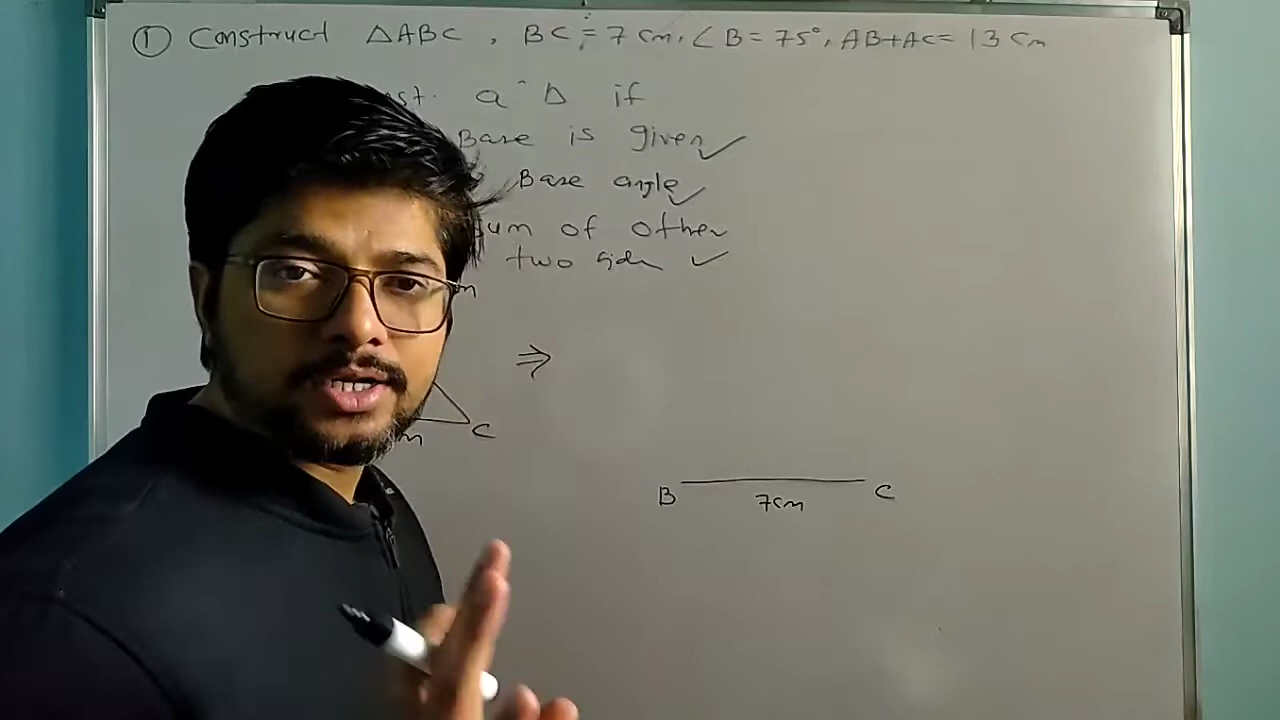 ① Construct △ABC, BC = 7 cm, ∠B = 75°, AB+AC = 13 cm
a Δ if
Base is given ✓
Base angle ✓
sum of other
two side ✓
⇒
C
B C
7cm